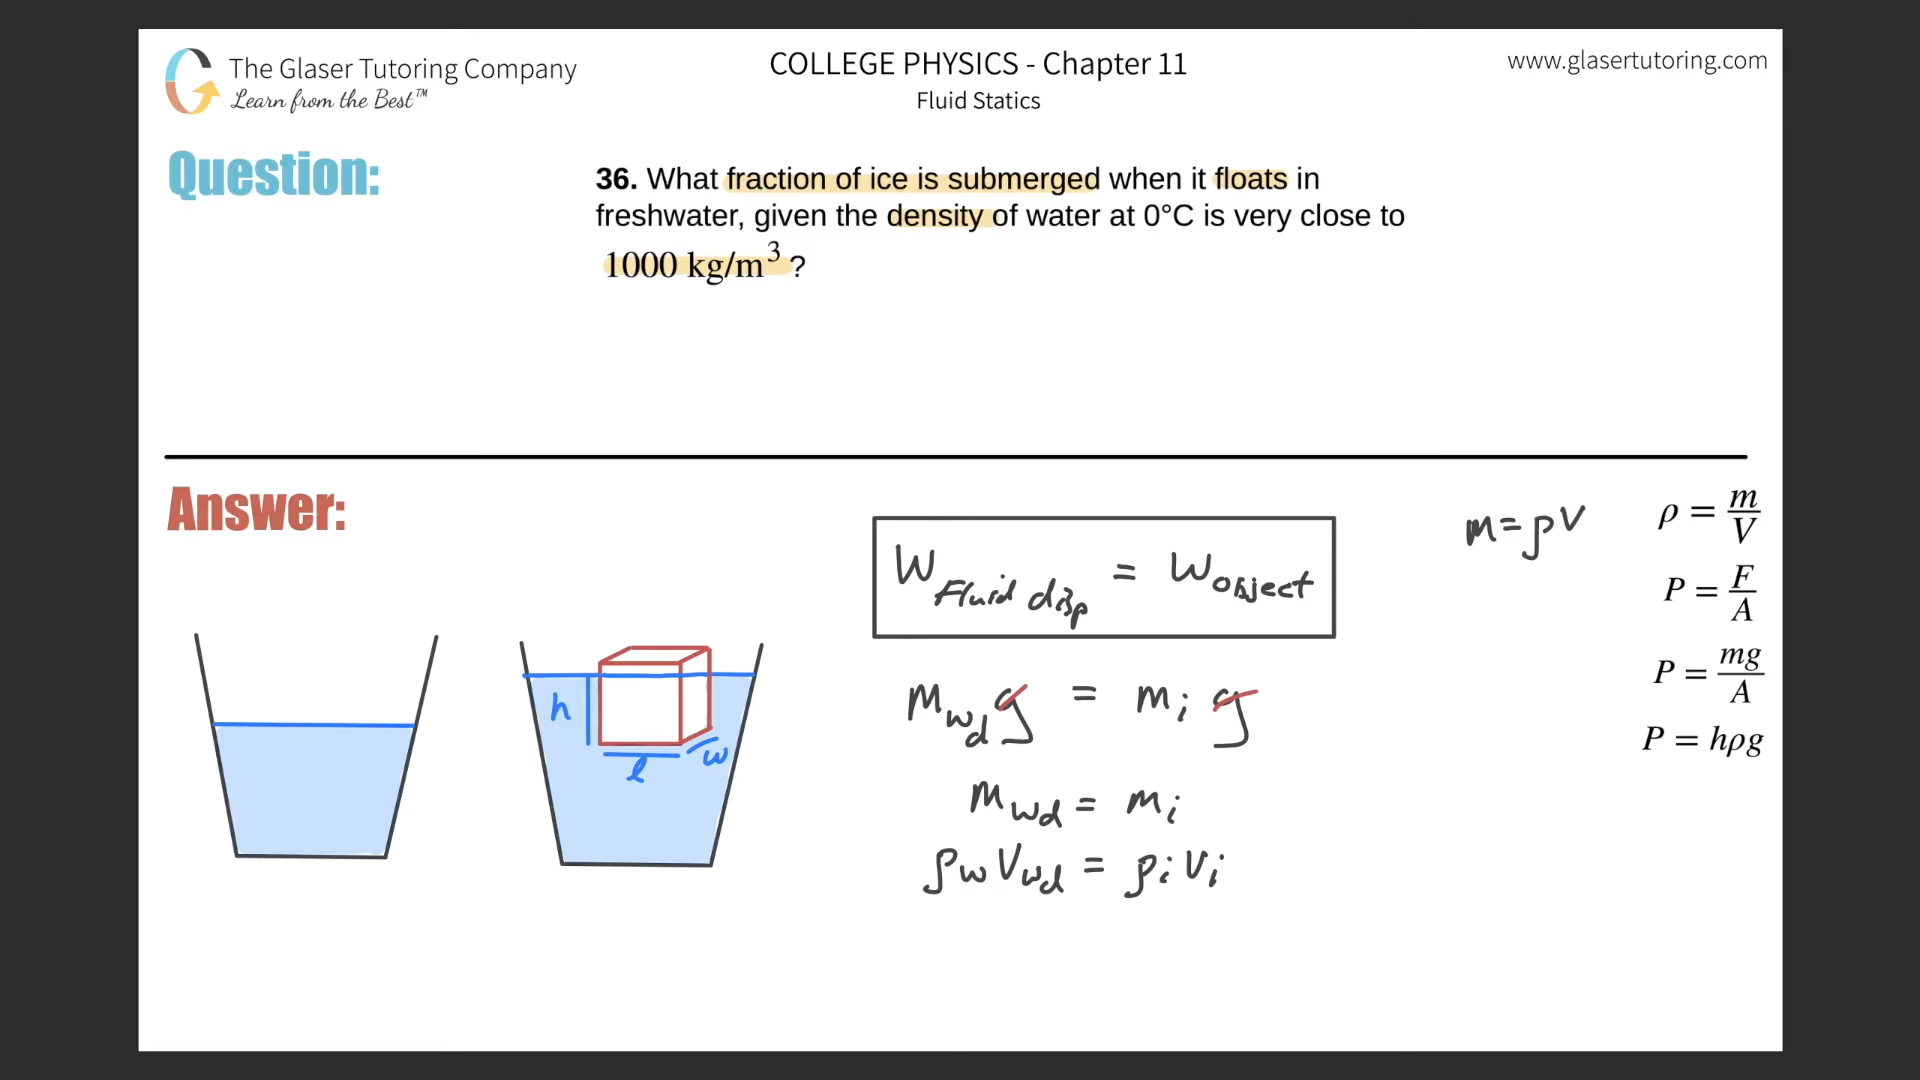 The Glaser Tutoring Company
Learn from the Best™
COLLEGE PHYSICS - Chapter 11
Fluid Statics
www.glasertutoring.com
Question:
36. What fraction of ice is submerged when it floats in
freshwater, given the density of water at 0°C is very close to
1000 kg/m³ ?
Answer:
h
l
w
W Fluid disp = W object
m_wd g = m_i g
m_wd = m_i
ρ_w V_wd = ρ_i V_i
m = ρV
ρ = m/V
P = F/A
P = mg/A
P = hρg